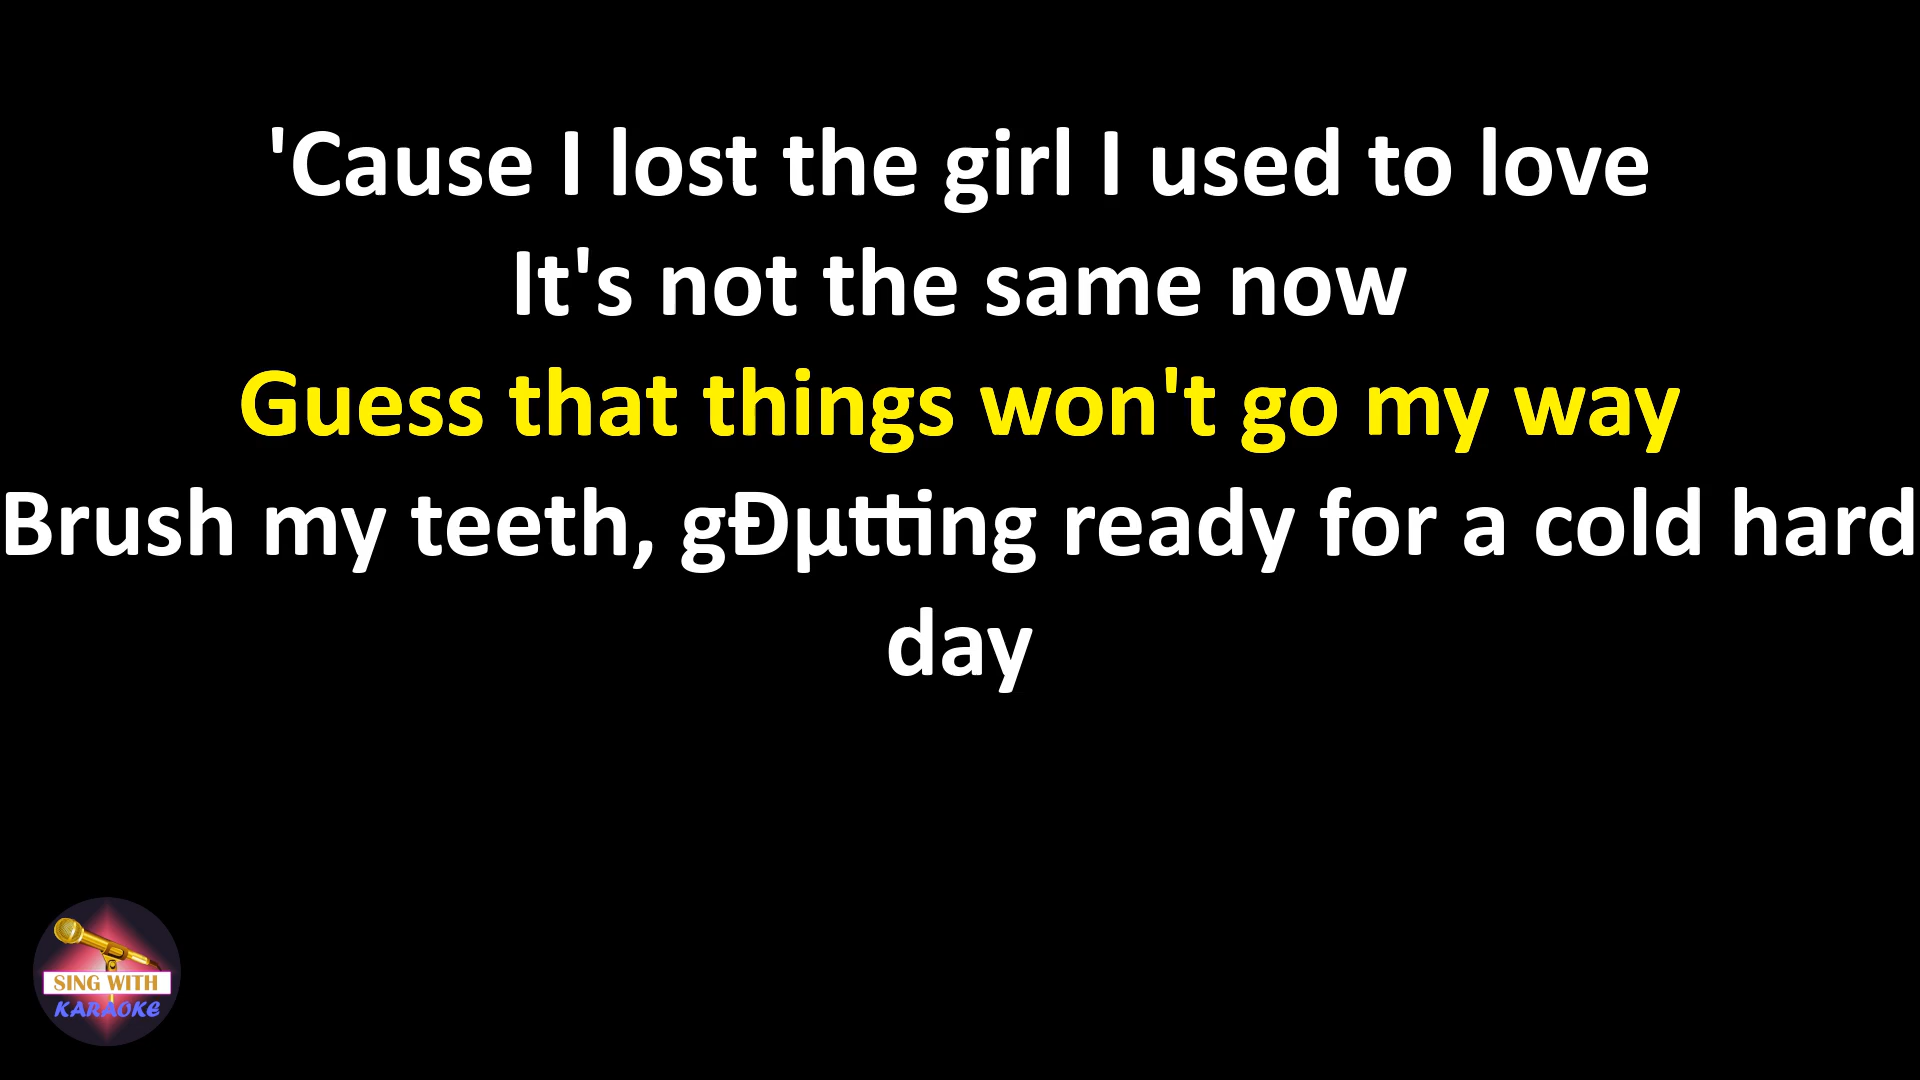 'Cause I lost the girl I used to love
It's not the same now
Guess that things won't go my way
Brush my teeth, gÐµtting ready for a cold hard
day
SING WITH
KARAOKE